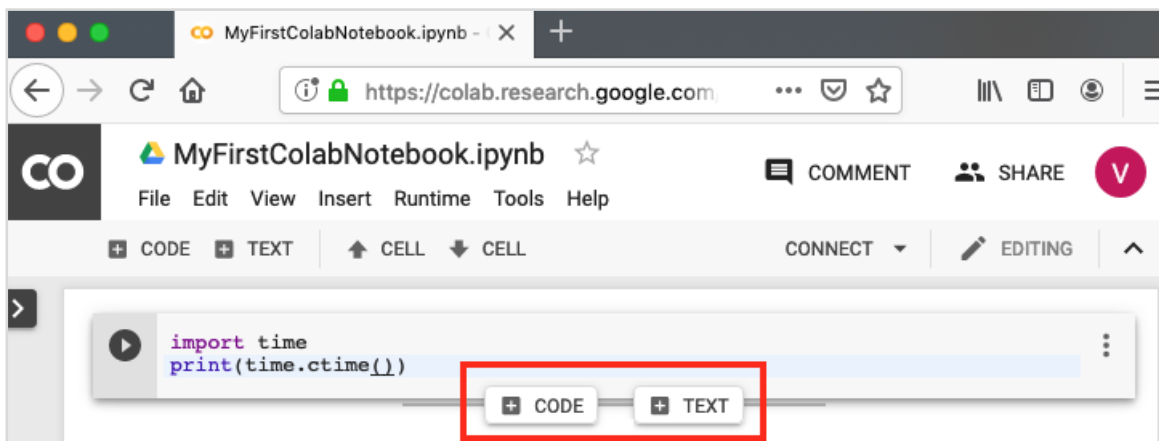 MyFirstColabNotebook.ipynb -
https://colab.research.google.com/
CO MyFirstColabNotebook.ipynb
COMMENT SHARE V
File Edit View Insert Runtime Tools Help
CODE TEXT CELL CELL CONNECT EDITING
import time
print(time.ctime())
CODE TEXT